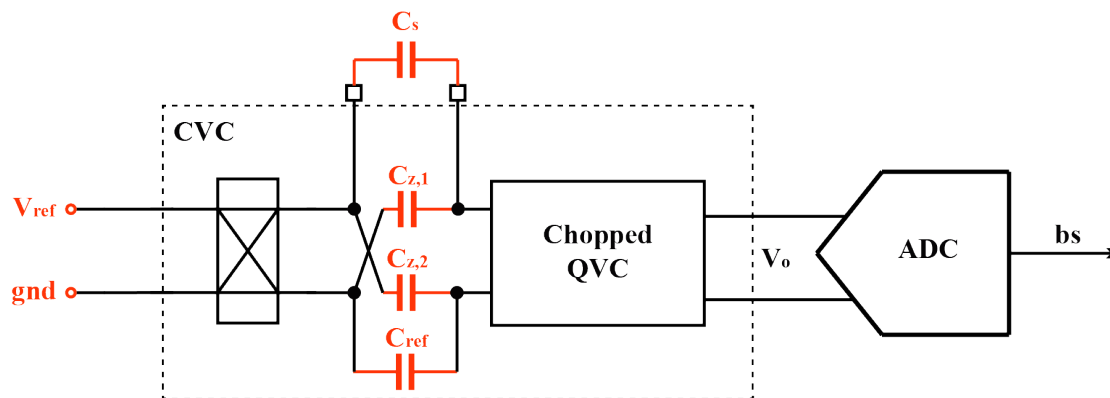 Cs
CVC
Cz,1
Vref
Chopped
QVC
ADC
bs
Vo
Cz,2
gnd
Cref